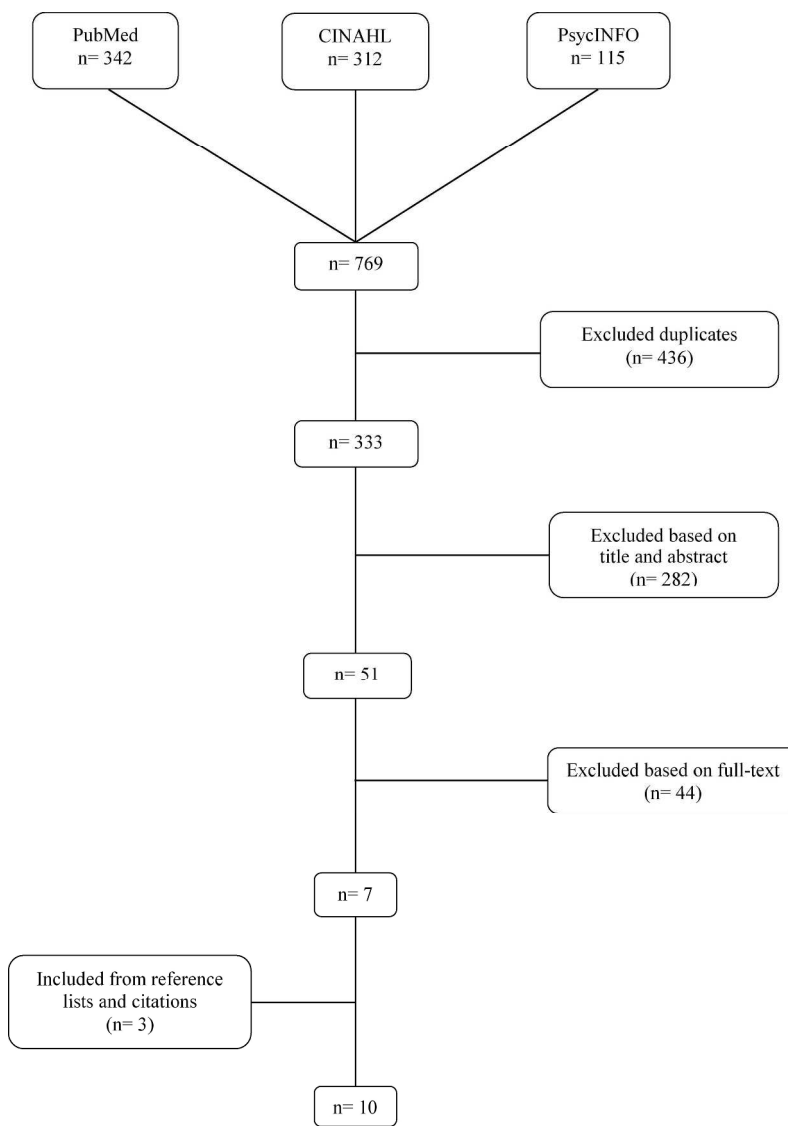 PubMed
n= 342
CINAHL
n= 312
PsycINFO
n= 115
n= 769
Excluded duplicates
(n= 436)
n= 333
Excluded based on
title and abstract
(n= 282)
n= 51
Excluded based on full-text
(n= 44)
n= 7
Included from reference
lists and citations
(n= 3)
n= 10